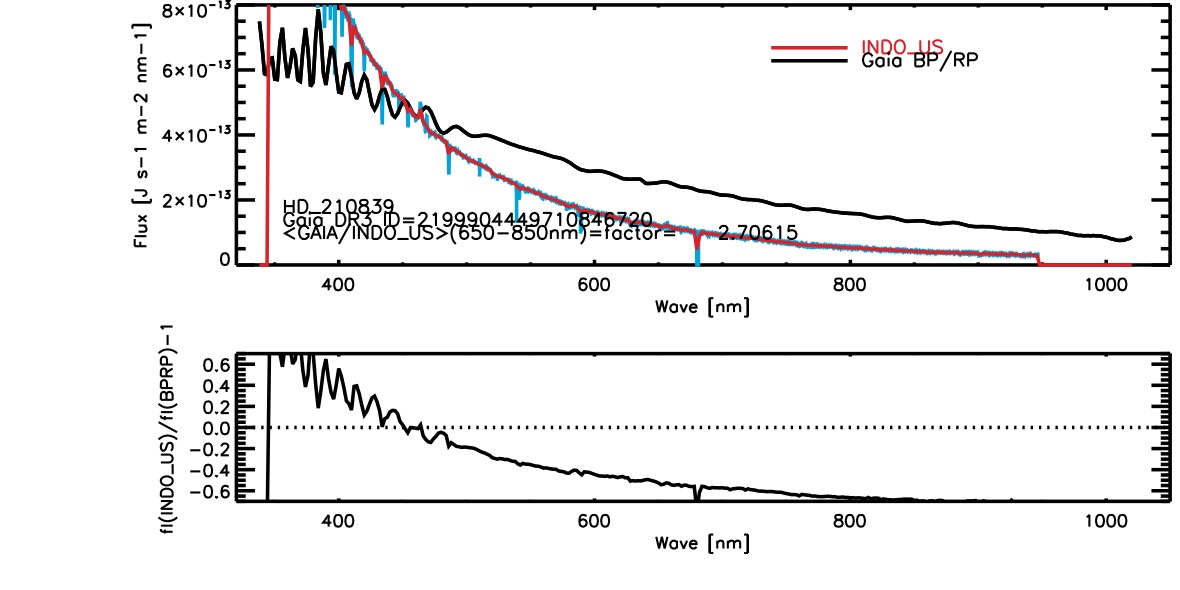 8×10⁻¹³
6×10⁻¹³
4×10⁻¹³
2×10⁻¹³
0
Flux [J s−1 m−2 nm−1]
INDO_US
Gaia BP/RP
HD_210839
Gaia DR3 ID=2199904449710846720
<GAIA/INDO_US>(650−850nm)=factor= 2.70615
400 600 800 1000
Wave [nm]
fl(INDO_US)/fl(BPRP)−1
0.6
0.4
0.2
0.0
−0.2
−0.4
−0.6
400 600 800 1000
Wave [nm]